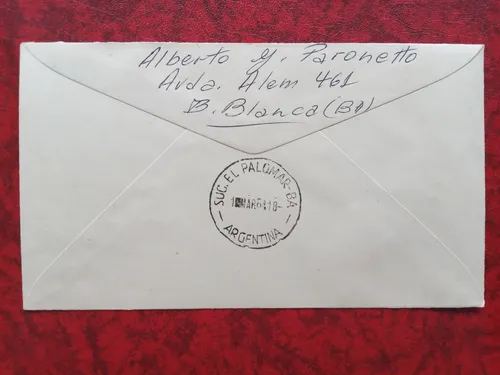 Alberto Y. Paronetto
Avda. Alem 461
B. Blanca (BA)
SUC. EL PALOMAR-BA
ARGENTINA